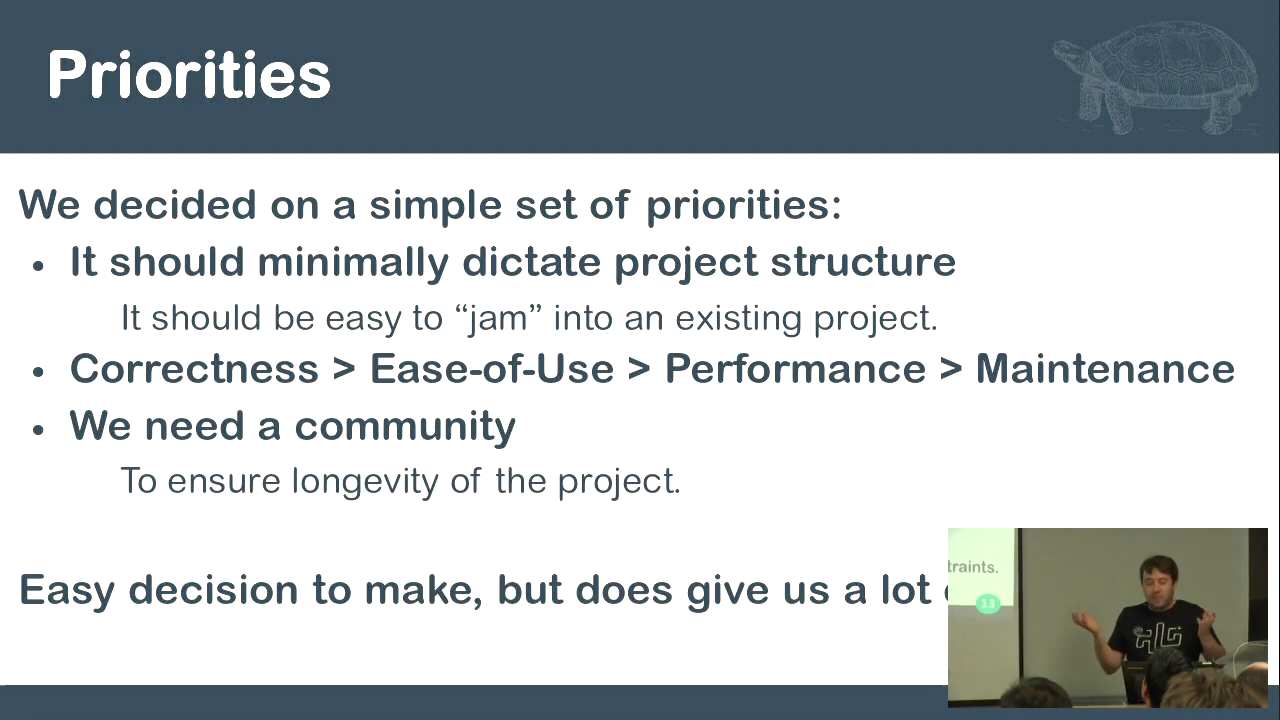 Priorities
We decided on a simple set of priorities:
• It should minimally dictate project structure
It should be easy to “jam” into an existing project.
• Correctness > Ease-of-Use > Performance > Maintenance
• We need a community
To ensure longevity of the project.
Easy decision to make, but does give us a lot
traints.
13